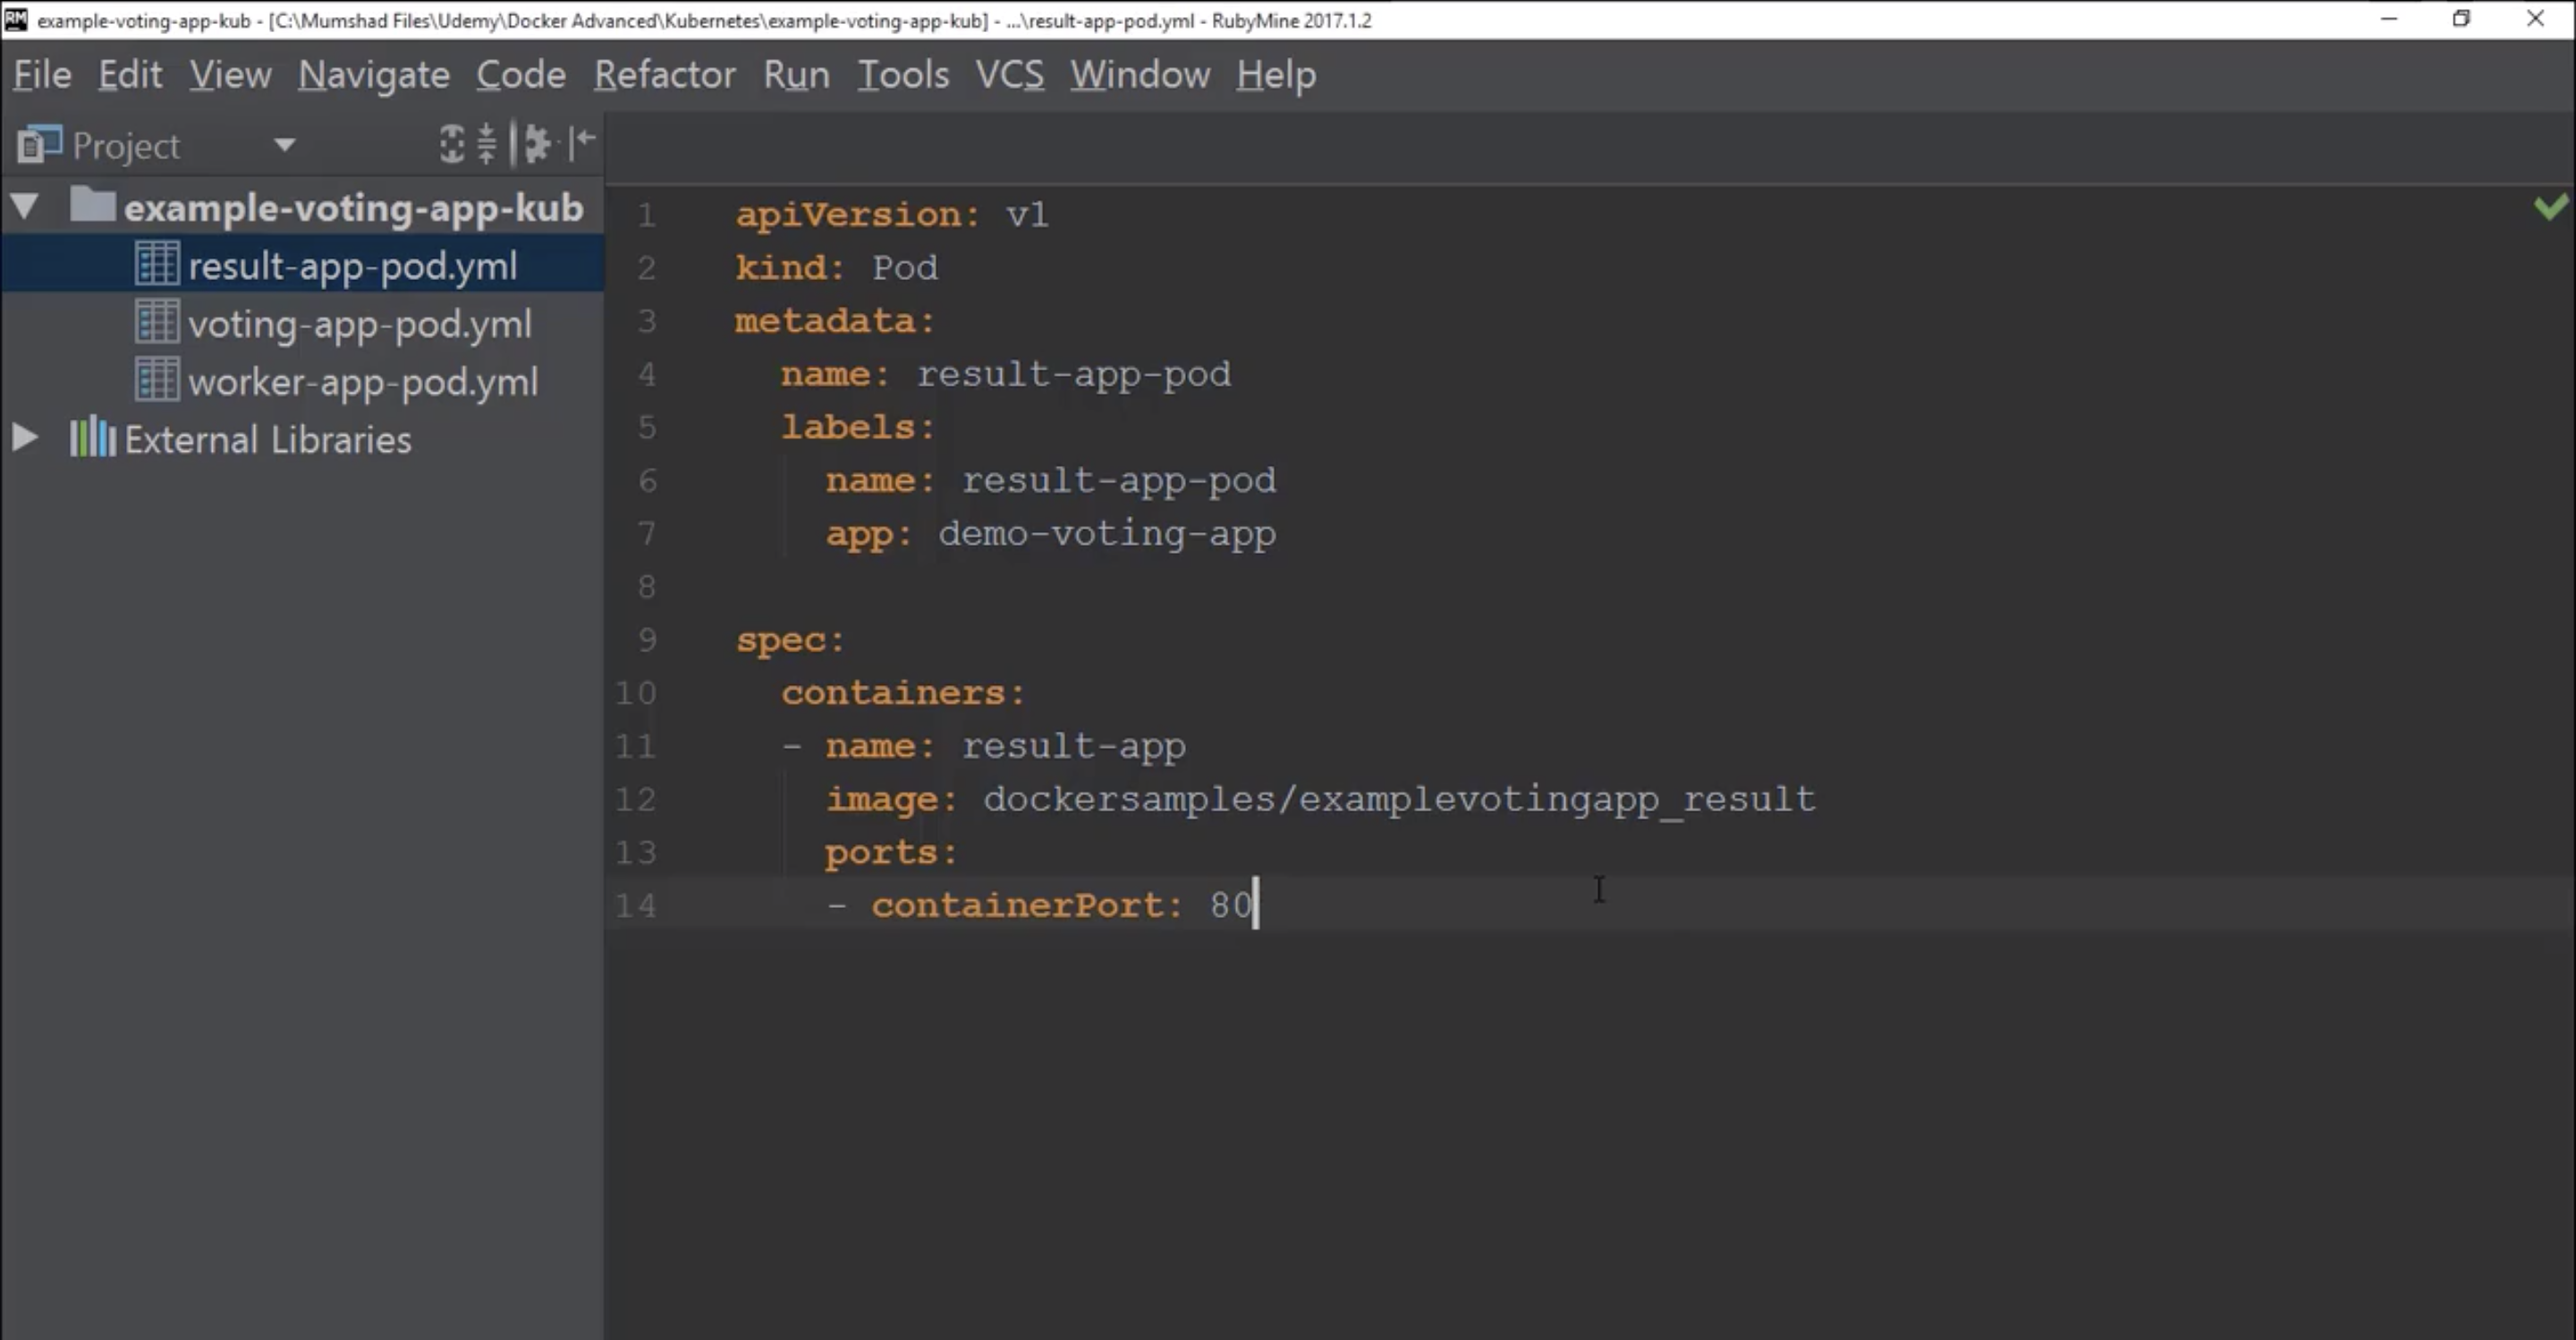 example-voting-app-kub - [C:\Mumshad Files\Udemy\Docker Advanced\Kubernetes\example-voting-app-kub] - ...\result-app-pod.yml - RubyMine 2017.1.2
File Edit View Navigate Code Refactor Run Tools VCS Window Help
Project
example-voting-app-kub
result-app-pod.yml
voting-app-pod.yml
worker-app-pod.yml
External Libraries
1 apiVersion: v1
2 kind: Pod
3 metadata:
4   name: result-app-pod
5   labels:
6     name: result-app-pod
7     app: demo-voting-app
8
9 spec:
10   containers:
11   - name: result-app
12     image: dockersamples/examplevotingapp_result
13     ports:
14     - containerPort: 80